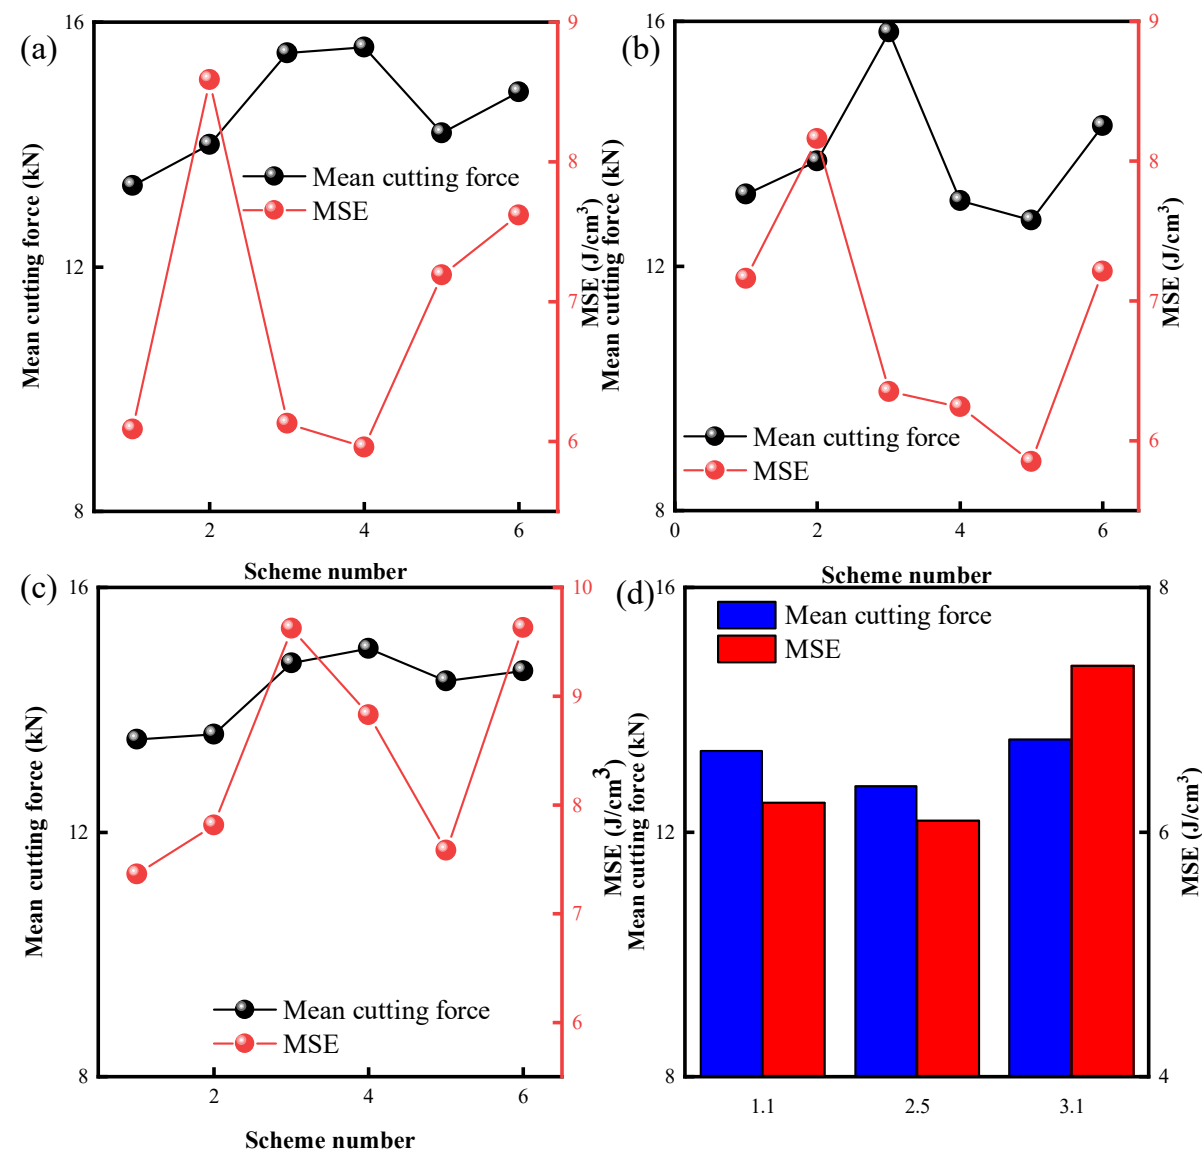 (a)
16
12
8
Mean cutting force (kN)
Mean cutting force
MSE
9
8
7
6
MSE (J/cm³)
2
4
6
Scheme number
(b)
16
12
8
Mean cutting force (kN)
Mean cutting force
MSE
9
8
7
6
MSE (J/cm³)
0
2
4
6
Scheme number
(c)
16
12
8
Mean cutting force (kN)
Mean cutting force
MSE
10
9
8
7
6
MSE (J/cm³)
2
4
6
Scheme number
(d)
16
12
8
Mean cutting force (kN)
Mean cutting force
MSE
8
6
4
MSE (J/cm³)
1.1
2.5
3.1